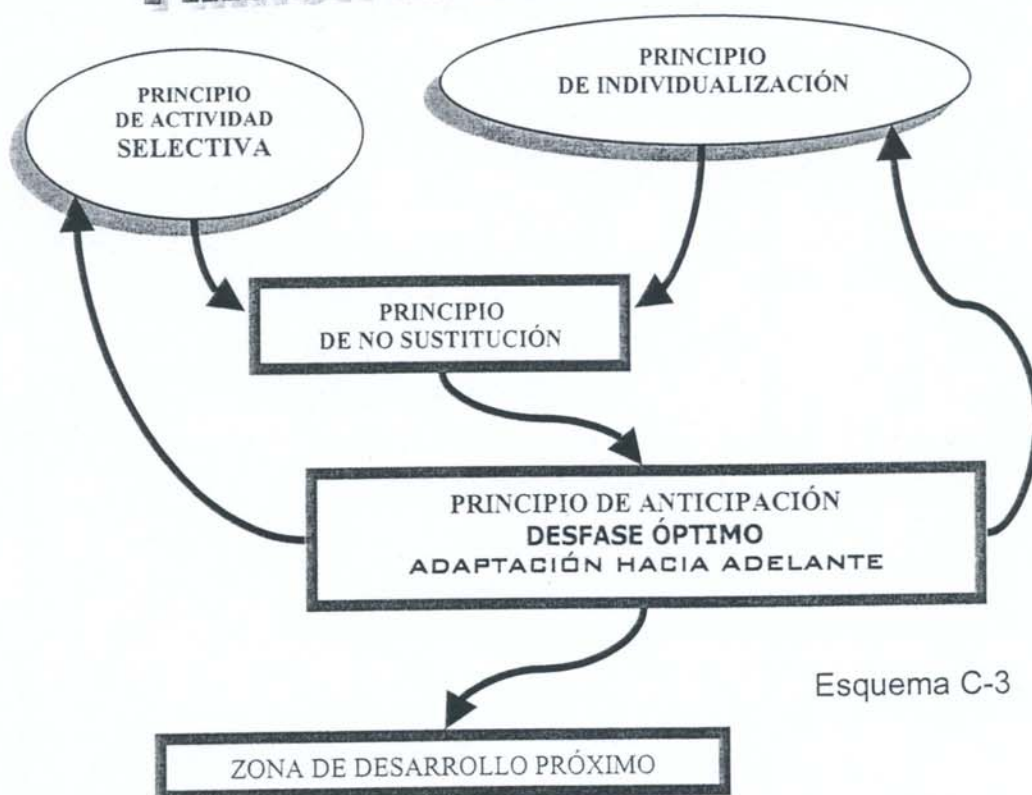 PRINCIPIO
DE ACTIVIDAD
SELECTIVA
PRINCIPIO
DE INDIVIDUALIZACIÓN
PRINCIPIO
DE NO SUSTITUCIÓN
PRINCIPIO DE ANTICIPACIÓN
DESFASE ÓPTIMO
ADAPTACIÓN HACIA ADELANTE
Esquema C-3
ZONA DE DESARROLLO PRÓXIMO